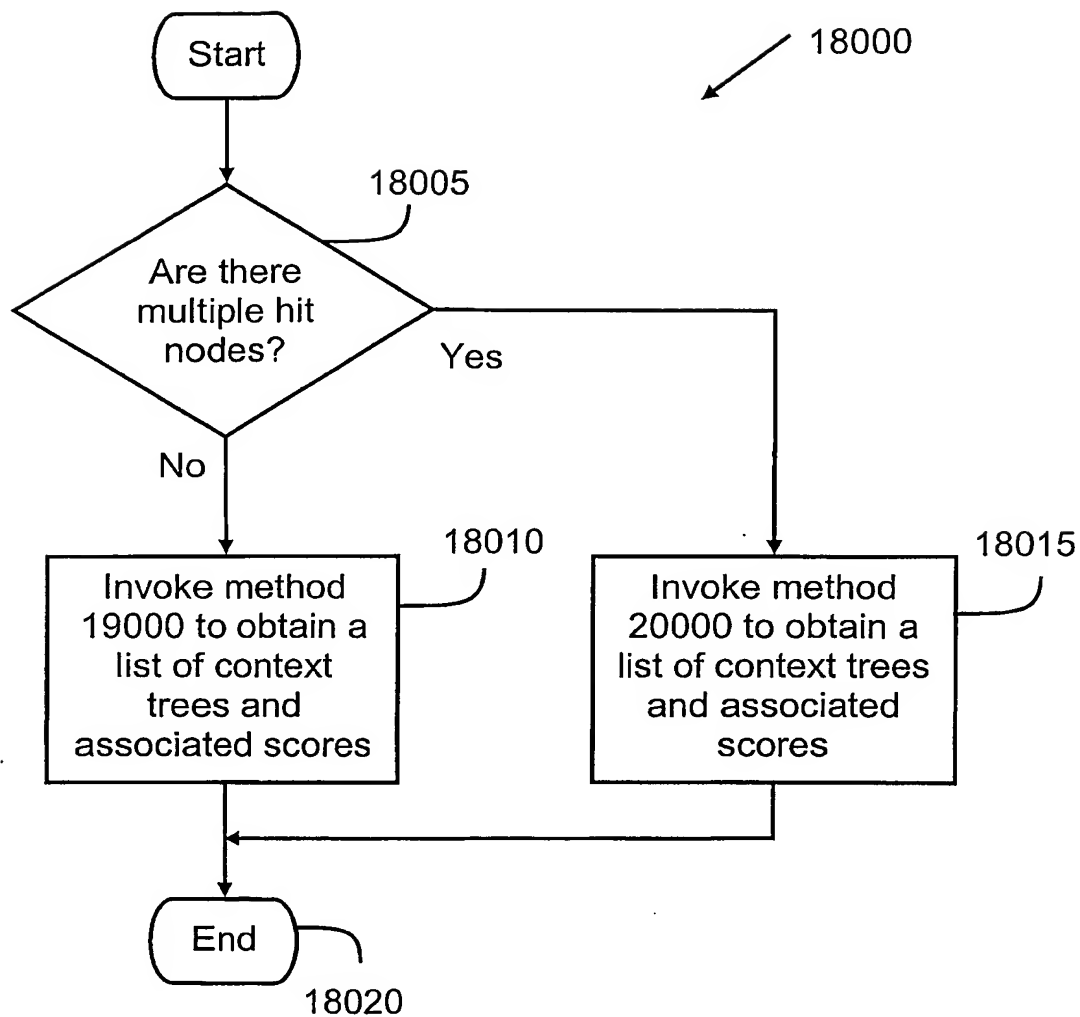 Start
18000
18005
Are there
multiple hit
nodes?
Yes
No
18010
18015
Invoke method
19000 to obtain a
list of context
trees and
associated scores
Invoke method
20000 to obtain a
list of context trees
and associated
scores
End
18020